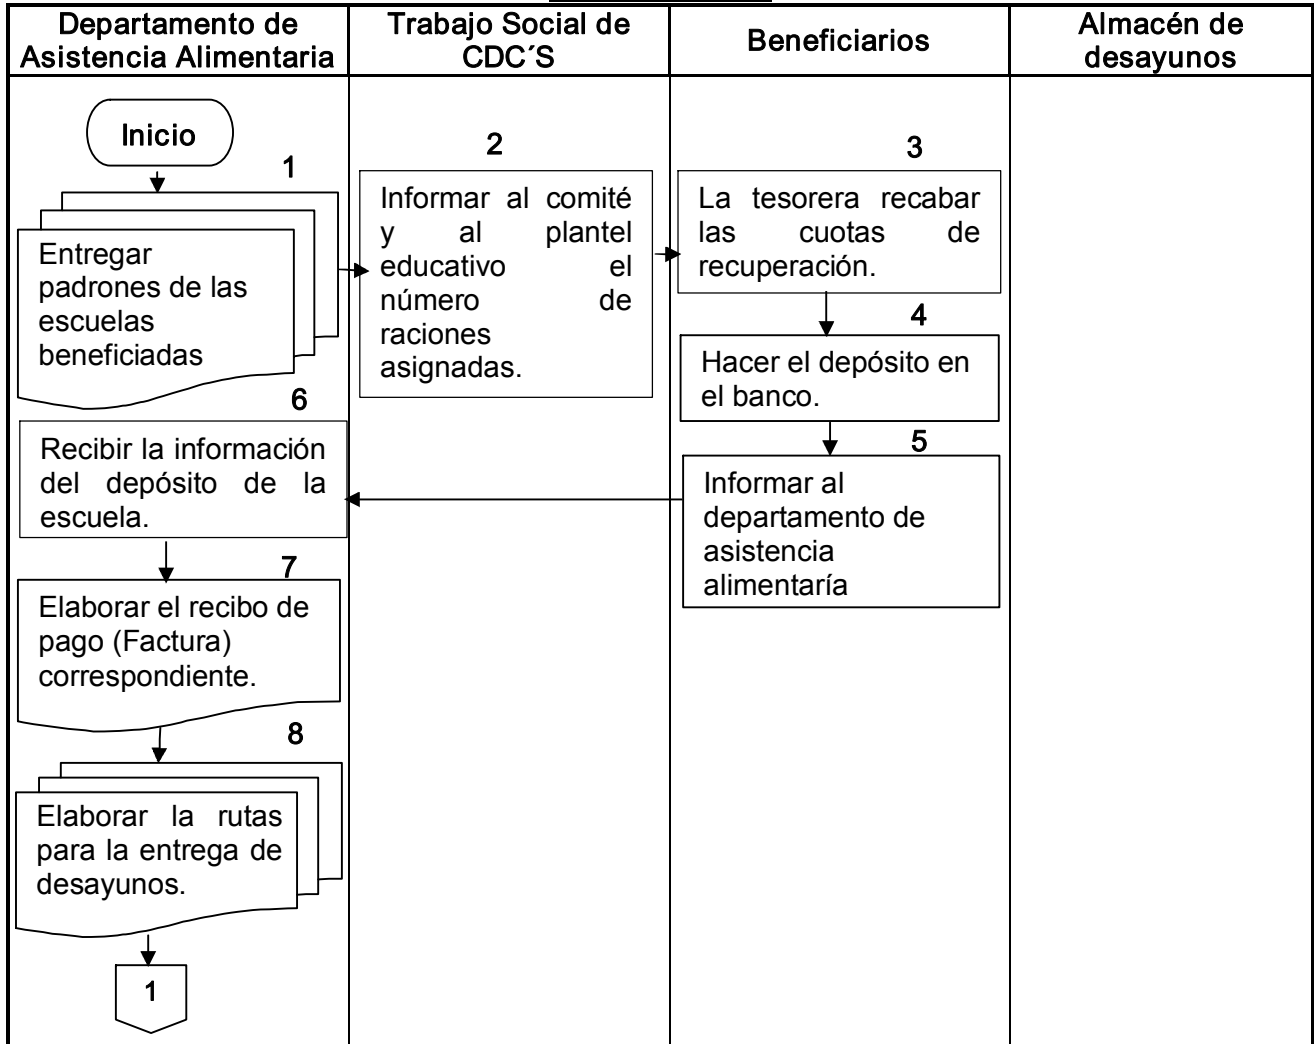 Departamento de
Asistencia Alimentaria
Trabajo Social de
CDC´S
Beneficiarios
Almacén de
desayunos
Inicio
1
Entregar
padrones de las
escuelas
beneficiadas
2
Informar al comité
y al plantel
educativo el
número de
raciones
asignadas.
3
La tesorera recabar
las cuotas de
recuperación.
4
Hacer el depósito en
el banco.
5
Informar al
departamento de
asistencia
alimentaría
6
Recibir la información
del depósito de la
escuela.
7
Elaborar el recibo de
pago (Factura)
correspondiente.
8
Elaborar la rutas
para la entrega de
desayunos.
1